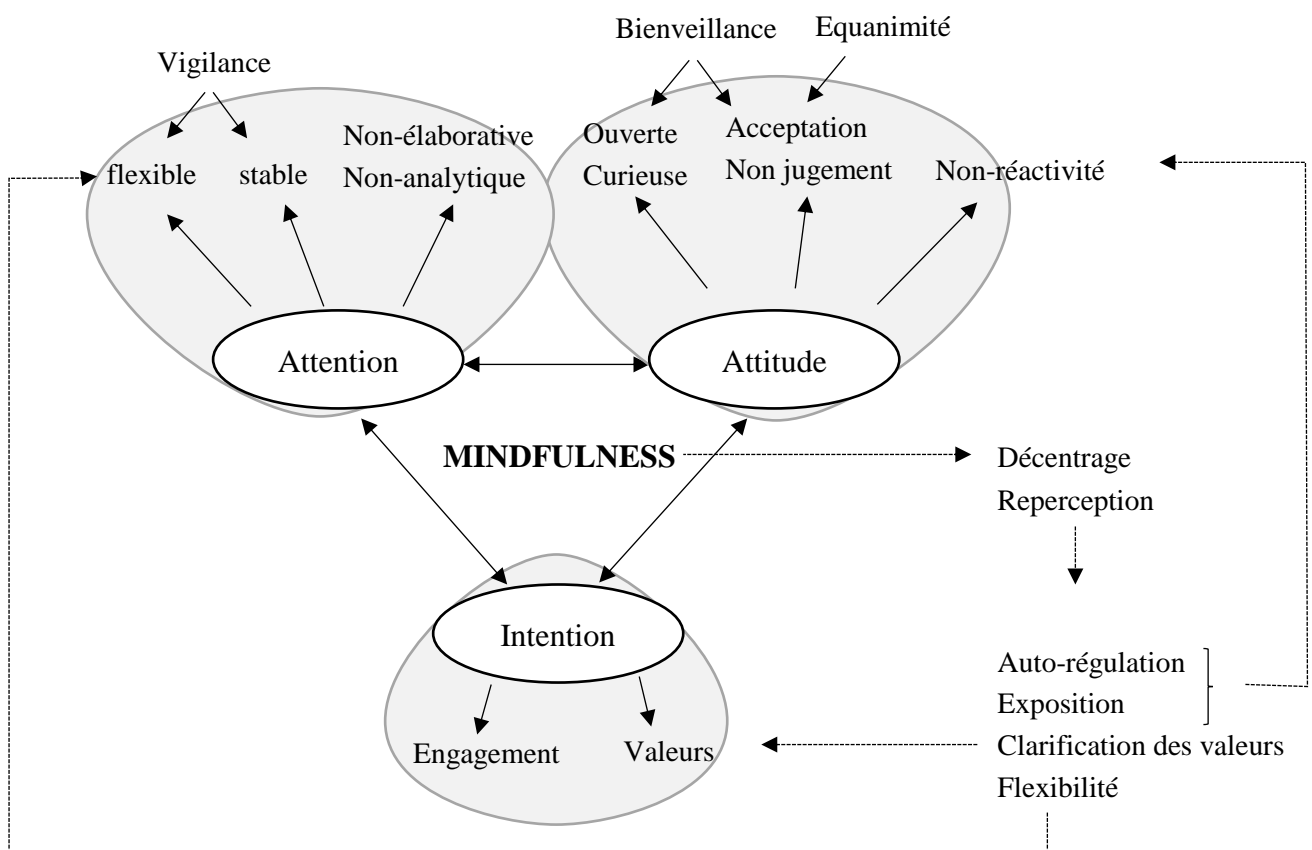 Bienveillance
Equanimité
Vigilance
Non-élaborative
Non-analytique
flexible
stable
Ouverte
Curieuse
Acceptation
Non jugement
Non-réactivité
Attention
Attitude
MINDFULNESS
Décentrage
Reperception
Intention
Engagement
Valeurs
Auto-régulation
Exposition
Clarification des valeurs
Flexibilité